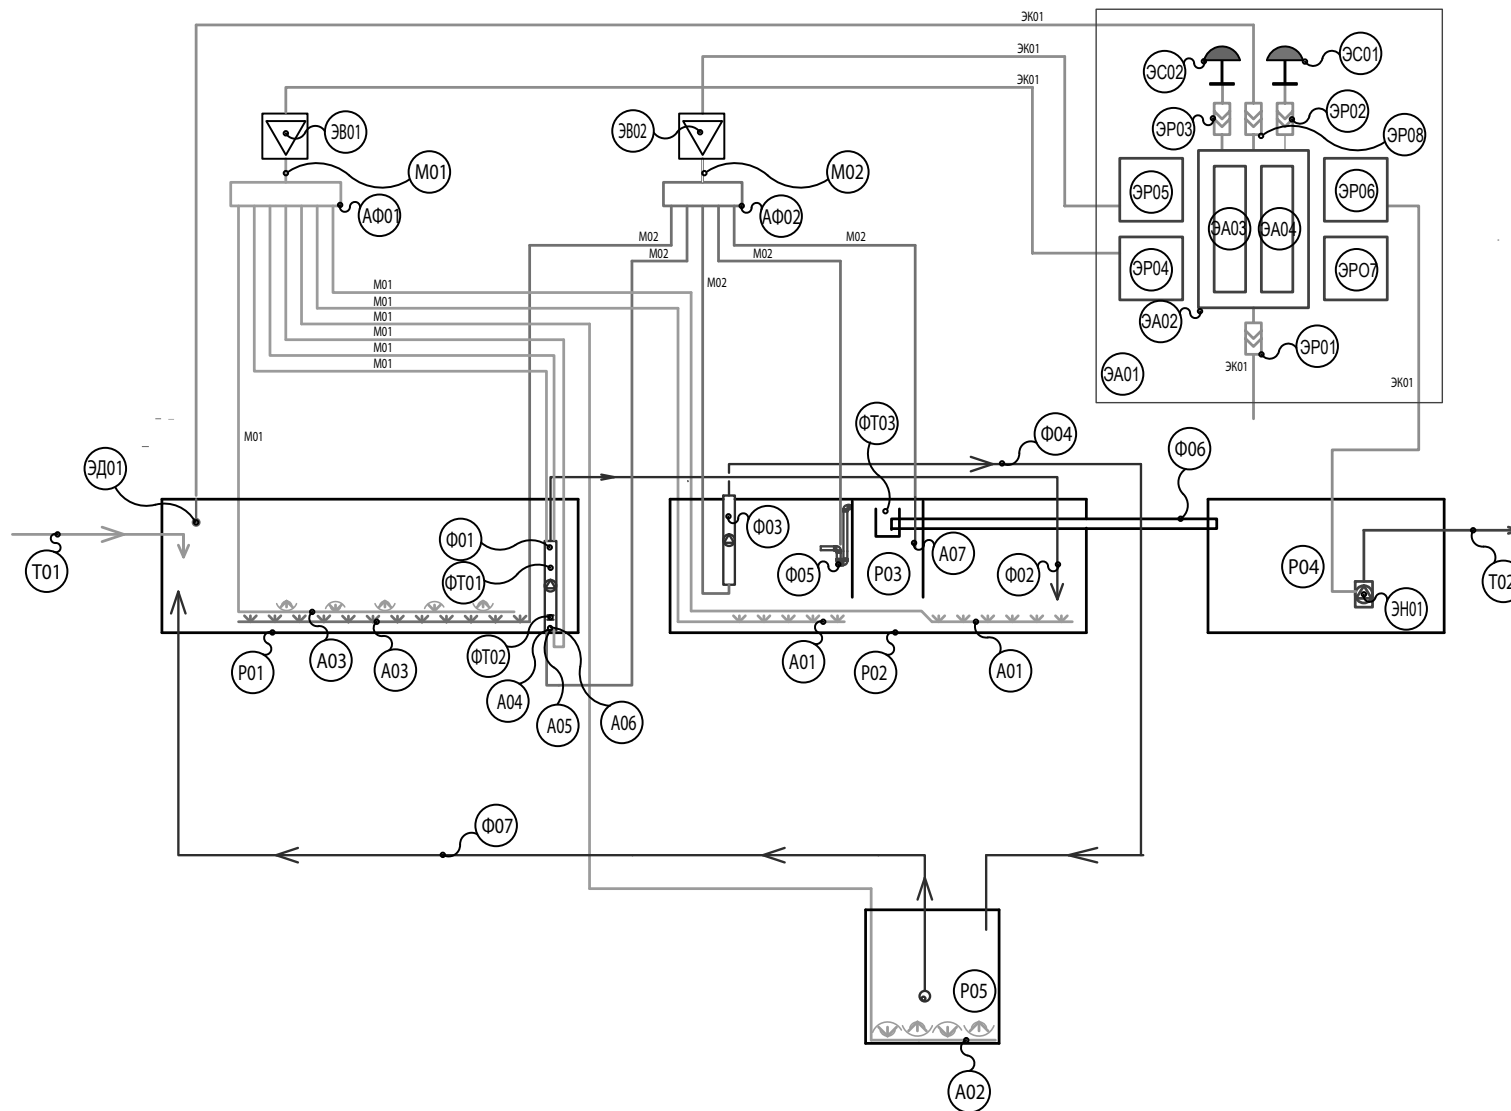 ЭК01
ЭС02
ЭС01
ЭК01
ЭК01
ЭВ01
ЭВ02
ЭР03
ЭР02
ЭР08
М01
М02
ЭР05
ЭР06
АФ01
АФ02
ЭА03
ЭА04
М02
М02
М02
М02
ЭР04
ЭРО7
М02
М01
М01
М01
М01
М01
М01
ЭА02
ЭР01
ЭК01
ЭА01
ЭК01
М01
ФТ03
Ф04
Ф06
ЭД01
Ф01
Ф03
Т01
ФТ01
Ф05
Р03
А07
Ф02
Р04
Т02
ЭН01
ФТ02
Р01
А03
А03
А01
Р02
А01
А04
А05
А06
Ф07
Р05
А02